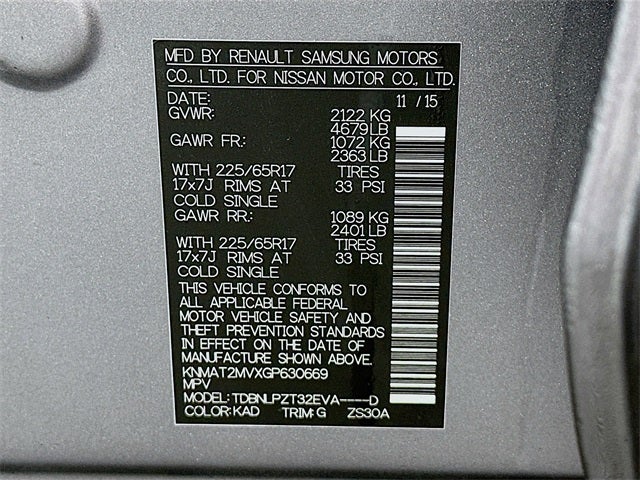 MFD BY RENAULT SAMSUNG MOTORS
CO., LTD. FOR NISSAN MOTOR CO., LTD.
DATE: 11 / 15
GVWR: 2122 KG
4679 LB
GAWR FR: 1072 KG
2363 LB
WITH 225/65R17 TIRES
17x7J RIMS AT 33 PSI
COLD SINGLE
GAWR RR: 1089 KG
2401 LB
WITH 225/65R17 TIRES
17x7J RIMS AT 33 PSI
COLD SINGLE
THIS VEHICLE CONFORMS TO
ALL APPLICABLE FEDERAL
MOTOR VEHICLE SAFETY AND
THEFT PREVENTION STANDARDS
IN EFFECT ON THE DATE OF
MANUFACTURE SHOWN ABOVE.
KNMAT2MVXGP630669
MPV
MODEL: TDBNLPZT32EVA----D
COLOR: KAD TRIM: G ZS30A